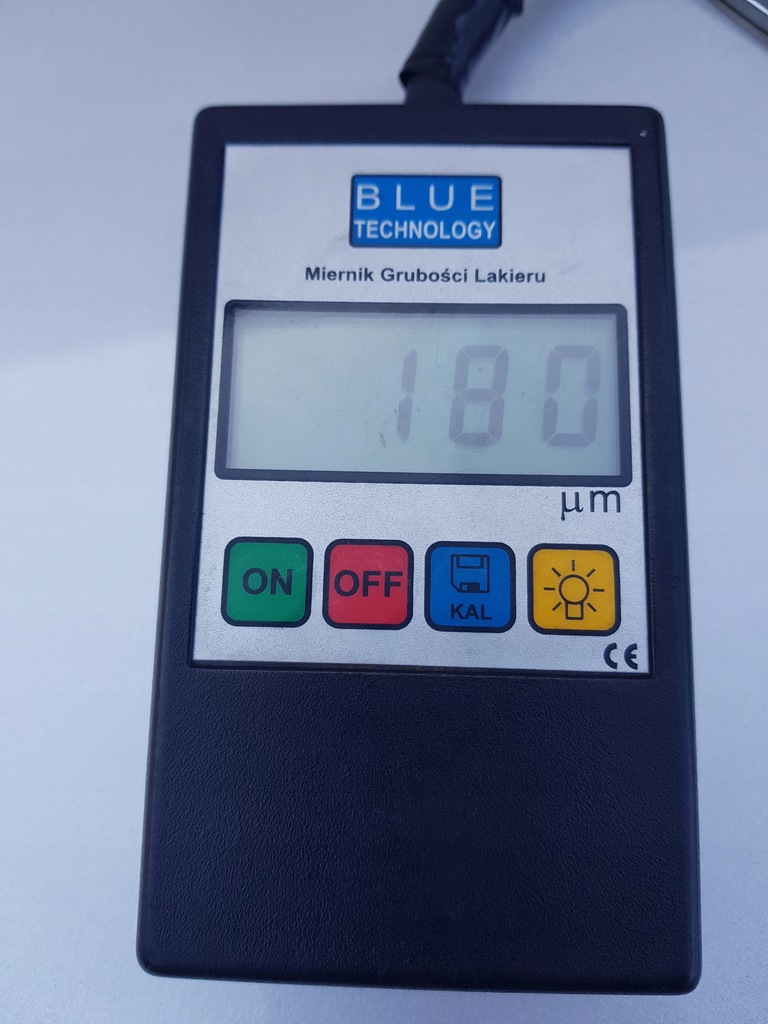 BLUE
TECHNOLOGY
Miernik Grubości Lakieru
180
μm
ON OFF KAL
CE